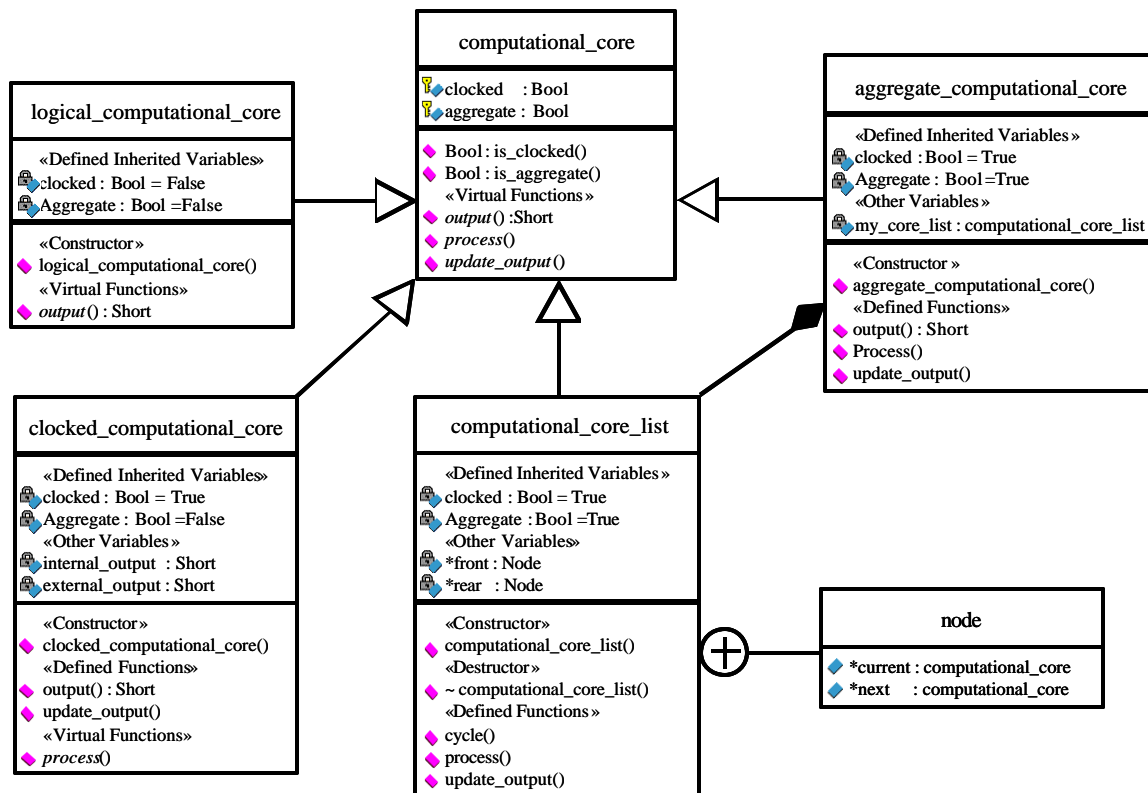 computational_core
clocked : Bool
aggregate : Bool
Bool : is_clocked()
Bool : is_aggregate()
«Virtual Functions»
output() :Short
process()
update_output()
logical_computational_core
«Defined Inherited Variables»
clocked : Bool = False
Aggregate : Bool =False
«Constructor»
logical_computational_core()
«Virtual Functions»
output() : Short
aggregate_computational_core
«Defined Inherited Variables»
clocked : Bool = True
Aggregate : Bool=True
«Other Variables»
my_core_list : computational_core_list
«Constructor »
aggregate_computational_core()
«Defined Functions»
output() : Short
Process()
update_output()
clocked_computational_core
«Defined Inherited Variables»
clocked : Bool = True
Aggregate : Bool =False
«Other Variables»
internal_output : Short
external_output : Short
«Constructor»
clocked_computational_core()
«Defined Functions»
output() : Short
update_output()
«Virtual Functions»
process()
computational_core_list
«Defined Inherited Variables»
clocked : Bool = True
Aggregate : Bool =True
«Other Variables»
*front : Node
*rear : Node
«Constructor»
computational_core_list()
«Destructor»
~ computational_core_list()
«Defined Functions»
cycle()
process()
update_output()
node
*current : computational_core
*next : computational_core